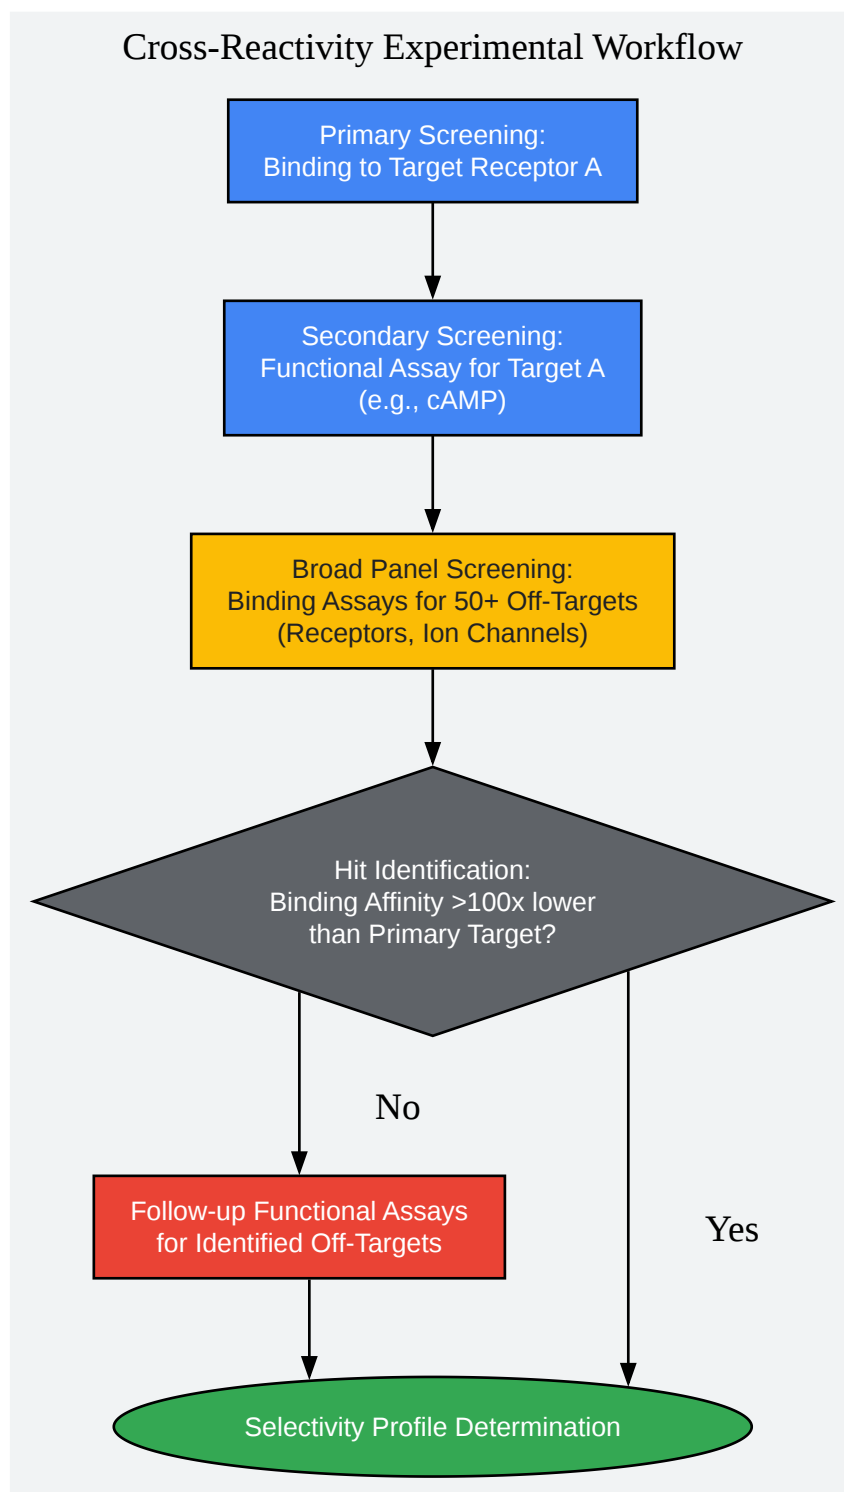 Cross-Reactivity Experimental Workflow
Primary Screening:
Binding to Target Receptor A
Secondary Screening:
Functional Assay for Target A
(e.g., cAMP)
Broad Panel Screening:
Binding Assays for 50+ Off-Targets
(Receptors, Ion Channels)
Hit Identification:
Binding Affinity >100x lower
than Primary Target?
No
Follow-up Functional Assays
for Identified Off-Targets
Yes
Selectivity Profile Determination